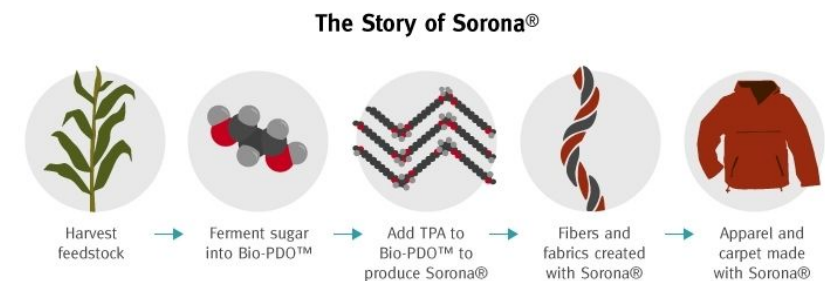 The Story of Sorona®
Harvest
feedstock
Ferment sugar
into Bio-PDO™
Add TPA to
Bio-PDO™ to
produce Sorona®
Fibers and
fabrics created
with Sorona®
Apparel and
carpet made
with Sorona®